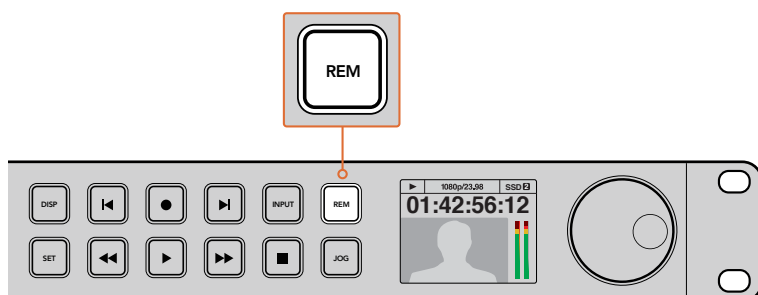 REM
DISP
INPUT
REM
1080p/23.98
SSD 2
01:42:56:12
SET
JOG